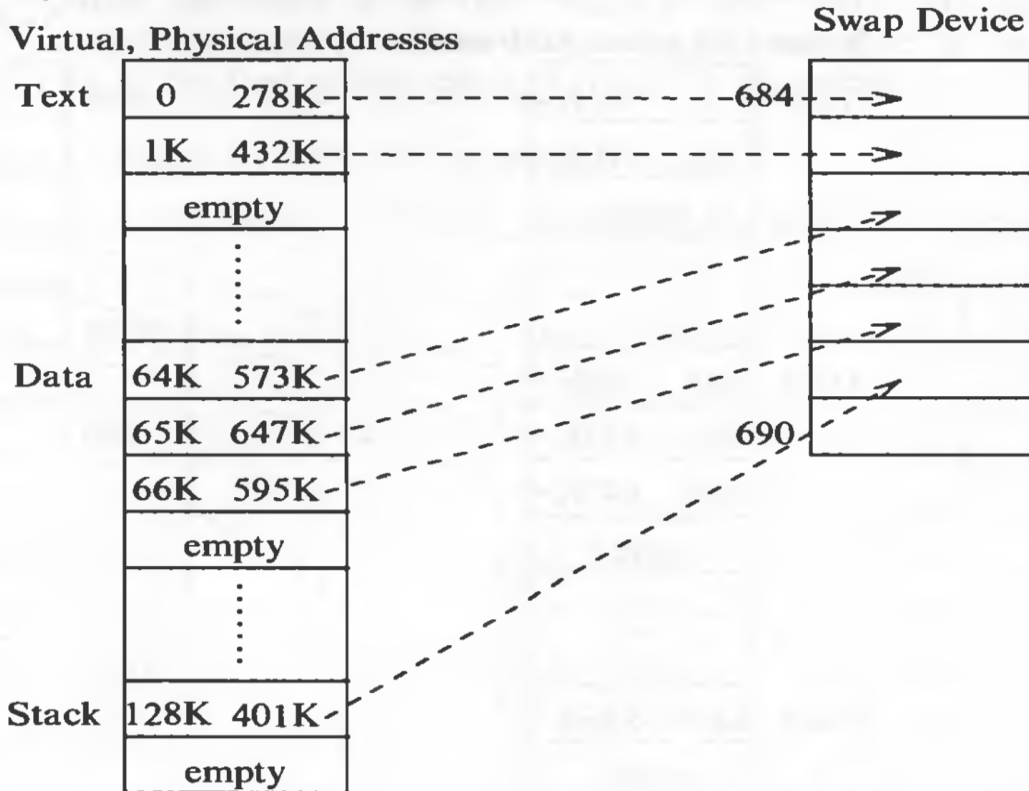 Swap Device
Virtual, Physical Addresses
Text 0 278K 684
1K 432K
empty
Data 64K 573K
65K 647K 690
66K 595K
empty
Stack 128K 401K
empty